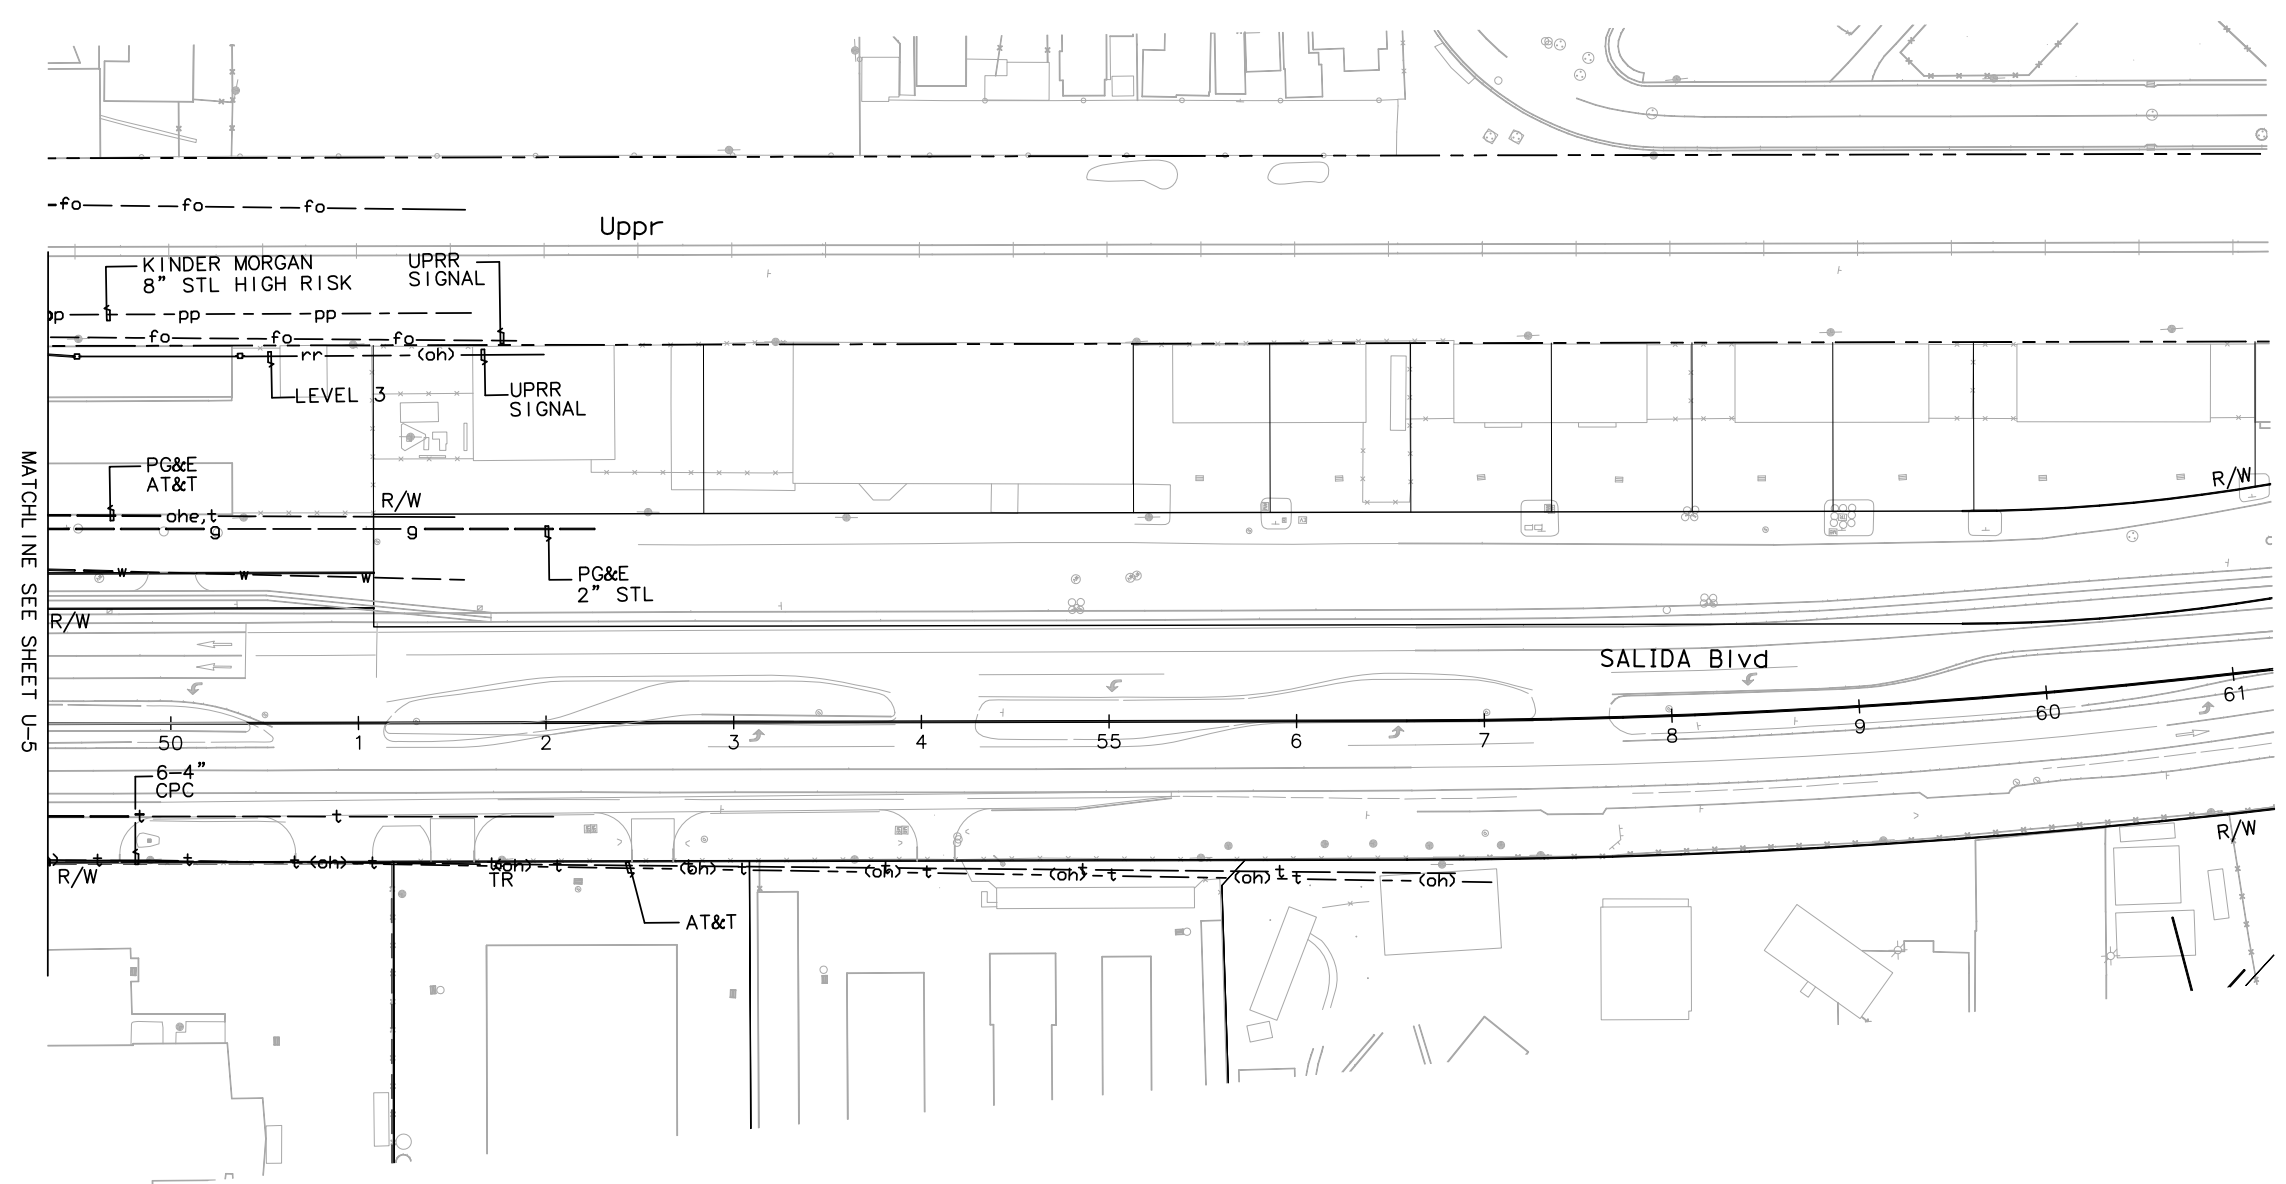 fo fo fo
Uppr
KINDER MORGAN
8" STL HIGH RISK
UPRR
SIGNAL
pp pp pp
fo fo fo
rr (oh)
LEVEL 3
UPRR
SIGNAL
MATCHLINE SEE SHEET U-5
PG&E
AT&T
R/W
R/W
ohe,t
g g
w w w
PG&E
2" STL
R/W
SALIDA Blvd
50 1 2 3 4 55 6 7 8 9 60 61
6-4"
CPC
t t
R/W
t t t (oh) t (oh) t (oh) t (oh) t (oh) t (oh) t t (oh)
R/W
TR
AT&T